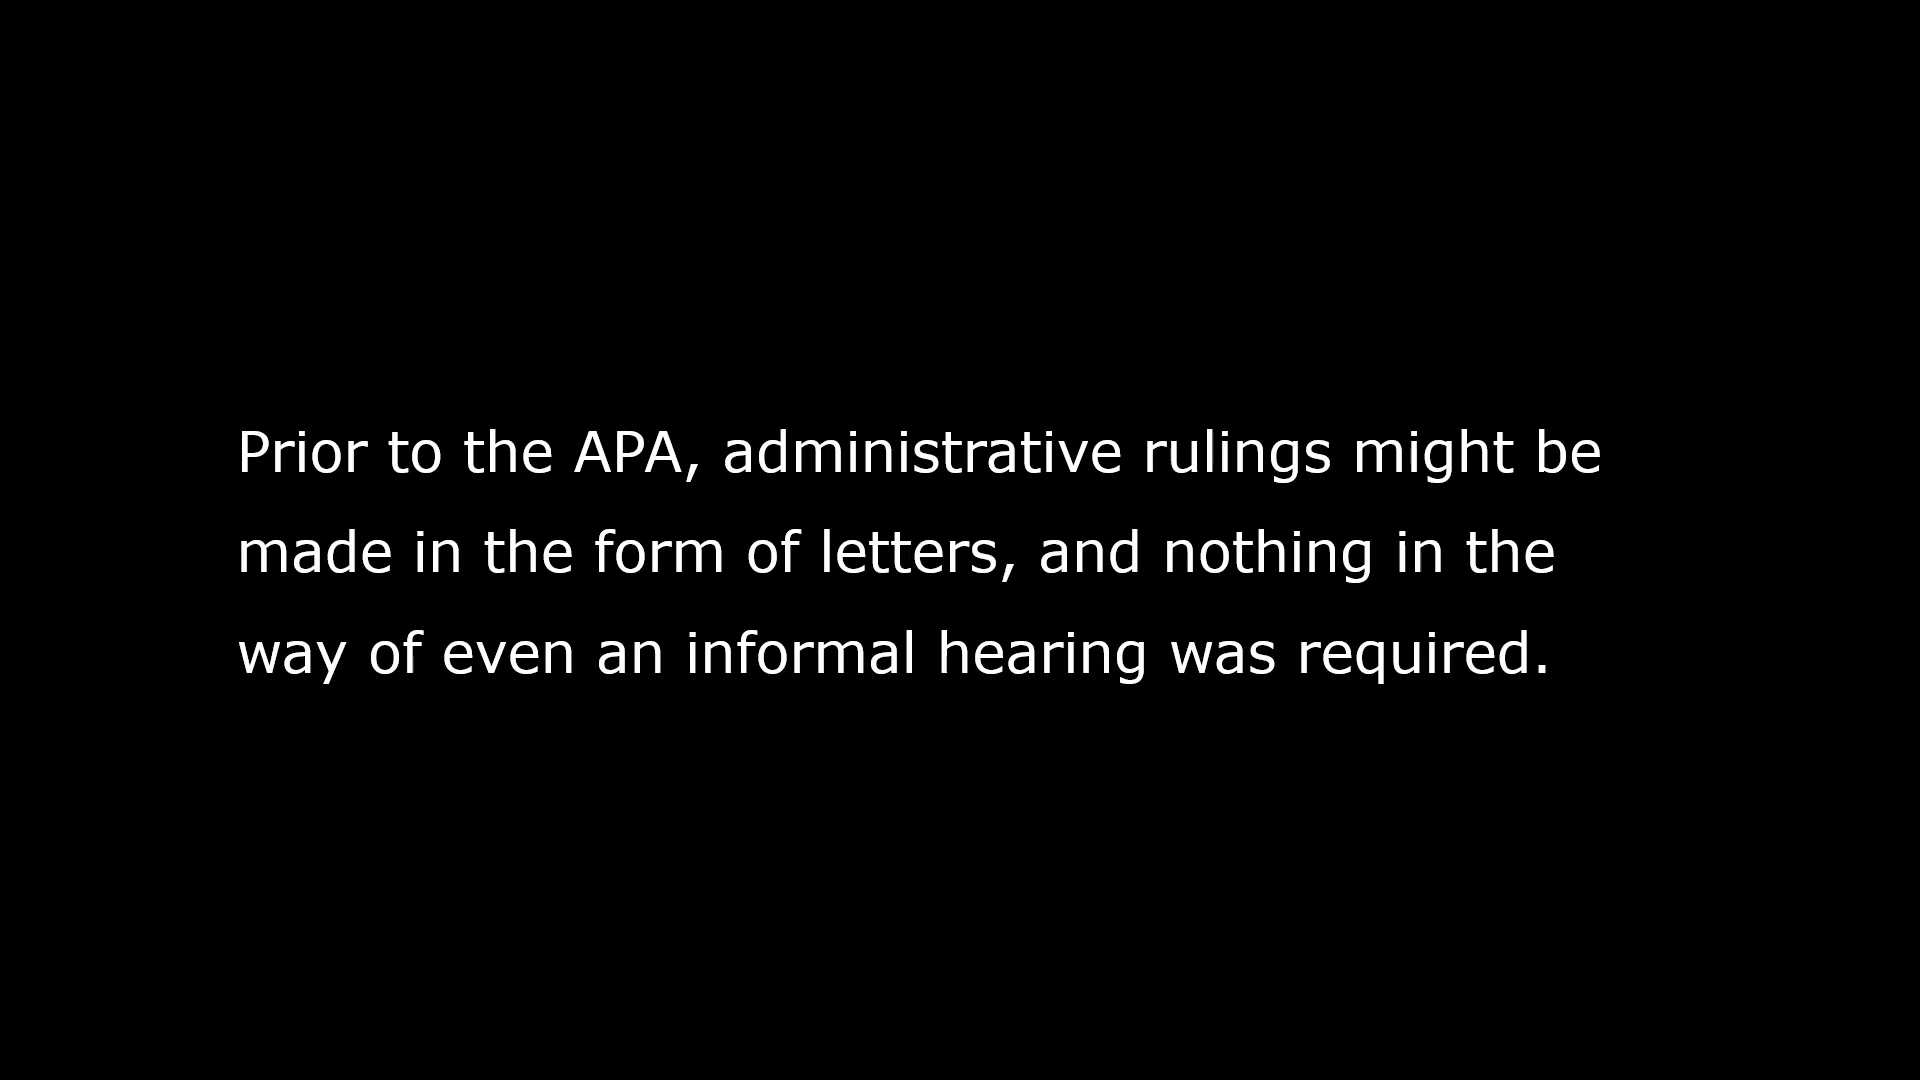 Prior to the APA, administrative rulings might be
made in the form of letters, and nothing in the
way of even an informal hearing was required.